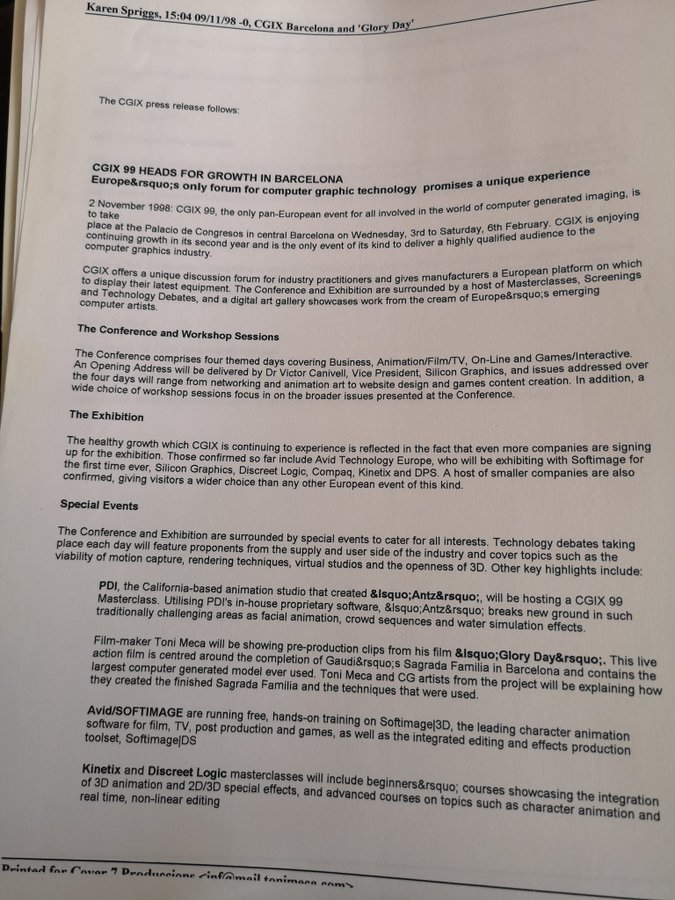 Karen Spriggs, 15:04 09/11/98 -0, CGIX Barcelona and 'Glory Day'
The CGIX press release follows:
CGIX 99 HEADS FOR GROWTH IN BARCELONA
Europe&rsquo;s only forum for computer graphic technology promises a unique experience
2 November 1998: CGIX 99, the only pan-European event for all involved in the world of computer generated imaging, is
to take
place at the Palacio de Congresos in central Barcelona on Wednesday, 3rd to Saturday, 6th February. CGIX is enjoying
continuing growth in its second year and is the only event of its kind to deliver a highly qualified audience to the
computer graphics industry.
CGIX offers a unique discussion forum for industry practitioners and gives manufacturers a European platform on which
to display their latest equipment. The Conference and Exhibition are surrounded by a host of Masterclasses, Screenings
and Technology Debates, and a digital art gallery showcases work from the cream of Europe&rsquo;s emerging
computer artists.
The Conference and Workshop Sessions
The Conference comprises four themed days covering Business, Animation/Film/TV, On-Line and Games/Interactive.
An Opening Address will be delivered by Dr Victor Canivell, Vice President, Silicon Graphics, and issues addressed over
the four days will range from networking and animation art to website design and games content creation. In addition, a
wide choice of workshop sessions focus in on the broader issues presented at the Conference.
The Exhibition
The healthy growth which CGIX is continuing to experience is reflected in the fact that even more companies are signing
up for the exhibition. Those confirmed so far include Avid Technology Europe, who will be exhibiting with Softimage for
the first time ever, Silicon Graphics, Discreet Logic, Compaq, Kinetix and DPS. A host of smaller companies are also
confirmed, giving visitors a wider choice than any other European event of this kind.
Special Events
The Conference and Exhibition are surrounded by special events to cater for all interests. Technology debates taking
place each day will feature proponents from the supply and user side of the industry and cover topics such as the
viability of motion capture, rendering techniques, virtual studios and the openness of 3D. Other key highlights include:
PDI, the California-based animation studio that created &lsquo;Antz&rsquo;, will be hosting a CGIX 99
Masterclass. Utilising PDI's in-house proprietary software, &lsquo;Antz&rsquo; breaks new ground in such
traditionally challenging areas as facial animation, crowd sequences and water simulation effects.
Film-maker Toni Meca will be showing pre-production clips from his film &lsquo;Glory Day&rsquo;. This live
action film is centred around the completion of Gaudi&rsquo;s Sagrada Familia in Barcelona and contains the
largest computer generated model ever used. Toni Meca and CG artists from the project will be explaining how
they created the finished Sagrada Familia and the techniques that were used.
Avid/SOFTIMAGE are running free, hands-on training on Softimage|3D, the leading character animation
software for film, TV, post production and games, as well as the integrated editing and effects production
toolset, Softimage|DS
Kinetix and Discreet Logic masterclasses will include beginners&rsquo; courses showcasing the integration
of 3D animation and 2D/3D special effects, and advanced courses on topics such as character animation and
real time, non-linear editing
Printed for Cover 7 Produccions <inf@mail.tonimeca.com>